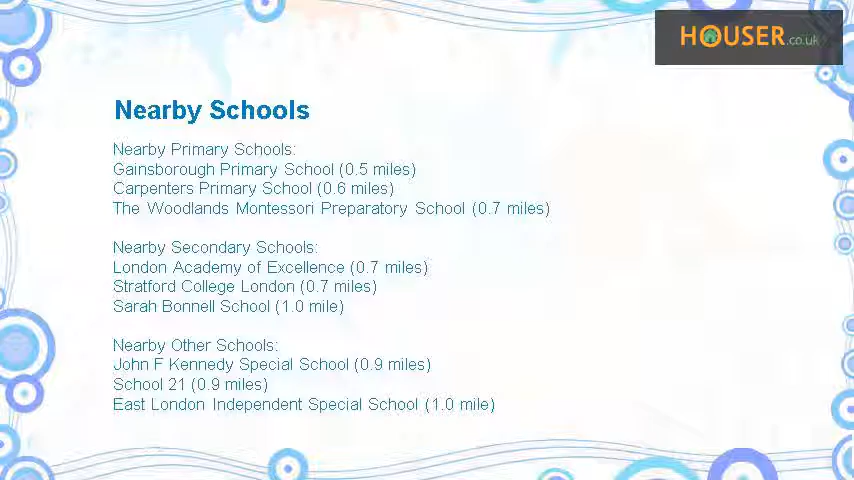 HOUSER.co.uk
Nearby Schools
Nearby Primary Schools:
Gainsborough Primary School (0.5 miles)
Carpenters Primary School (0.6 miles)
The Woodlands Montessori Preparatory School (0.7 miles)
Nearby Secondary Schools:
London Academy of Excellence (0.7 miles)
Stratford College London (0.7 miles)
Sarah Bonnell School (1.0 mile)
Nearby Other Schools:
John F Kennedy Special School (0.9 miles)
School 21 (0.9 miles)
East London Independent Special School (1.0 mile)